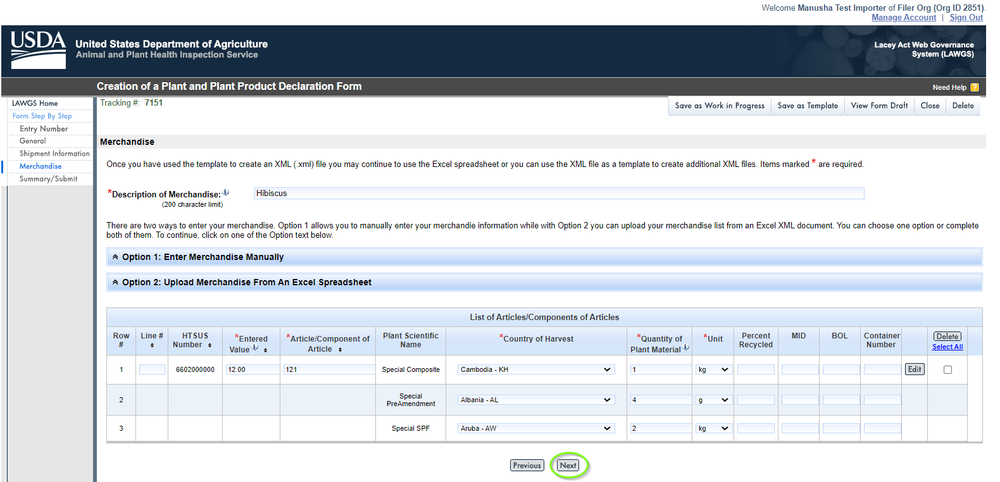 Welcome Manusha Test Importer of Filer Org (Org ID 2851).
Manage Account | Sign Out
USDA
United States Department of Agriculture
Animal and Plant Health Inspection Service
Lacey Act Web Governance
System (LAWGS)
Creation of a Plant and Plant Product Declaration Form
Need Help ?
LAWGS Home
Form Step By Step
Entry Number
General
Shipment Information
Merchandise
Summary/Submit
Tracking #: 7151
Save as Work in Progress Save as Template View Form Draft Close Delete
Merchandise
Once you have used the template to create an XML (.xml) file you may continue to use the Excel spreadsheet or you can use the XML file as a template to create additional XML files. Items marked * are required.
*Description of Merchandise: Hibiscus
(200 character limit)
There are two ways to enter your merchandise. Option 1 allows you to manually enter your merchandie information while with Option 2 you can upload your merchandise list from an Excel XML document. You can choose one option or complete
both of them. To continue, click on one of the Option text below.
Option 1: Enter Merchandise Manually
Option 2: Upload Merchandise From An Excel Spreadsheet
List of Articles/Components of Articles
Row # Line # HTSUS Number *Entered Value *Article/Component of Article Plant Scientific Name *Country of Harvest *Quantity of Plant Material *Unit Percent Recycled MID BOL Container Number Delete Select All
1 6602000000 12.00 121 Special Composite Cambodia - KH 1 kg Edit
2 Special PreAmendment Albania - AL 4 g
3 Special SPF Aruba - AW 2 kg
Previous Next